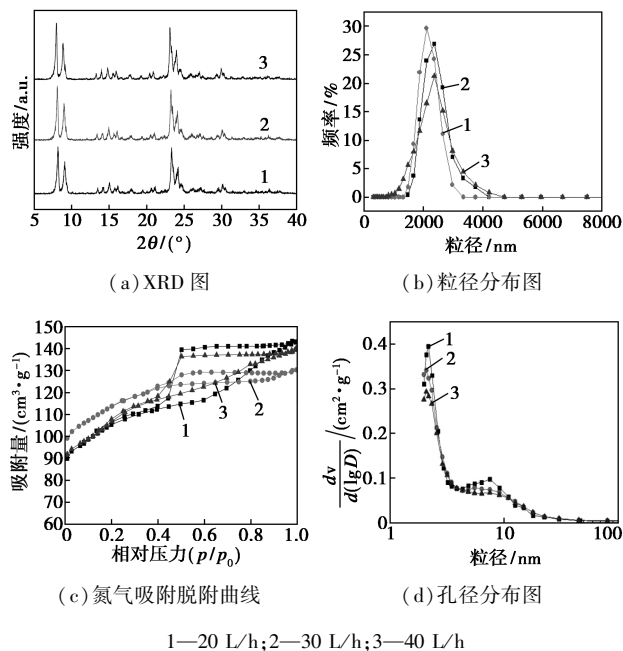 强度/a.u.
3
2
1
5 10 15 20 25 30 35 40
2θ/(°)
(a)XRD 图
频率/%
30
25
20
15
10
5
0
2
1
3
0 2000 4000 6000 8000
粒径/nm
(b)粒径分布图
吸附量/(cm³·g⁻¹)
150
140
130
120
110
100
90
80
70
60
1 3 2
0 0.2 0.4 0.6 0.8 1.0
相对压力(p/p₀)
(c)氮气吸附脱附曲线
dv/d(lgD)/(cm²·g⁻¹)
0.4
0.3
0.2
0.1
0
1
2
3
1 10 100
粒径/nm
(d)孔径分布图
1—20 L/h;2—30 L/h;3—40 L/h